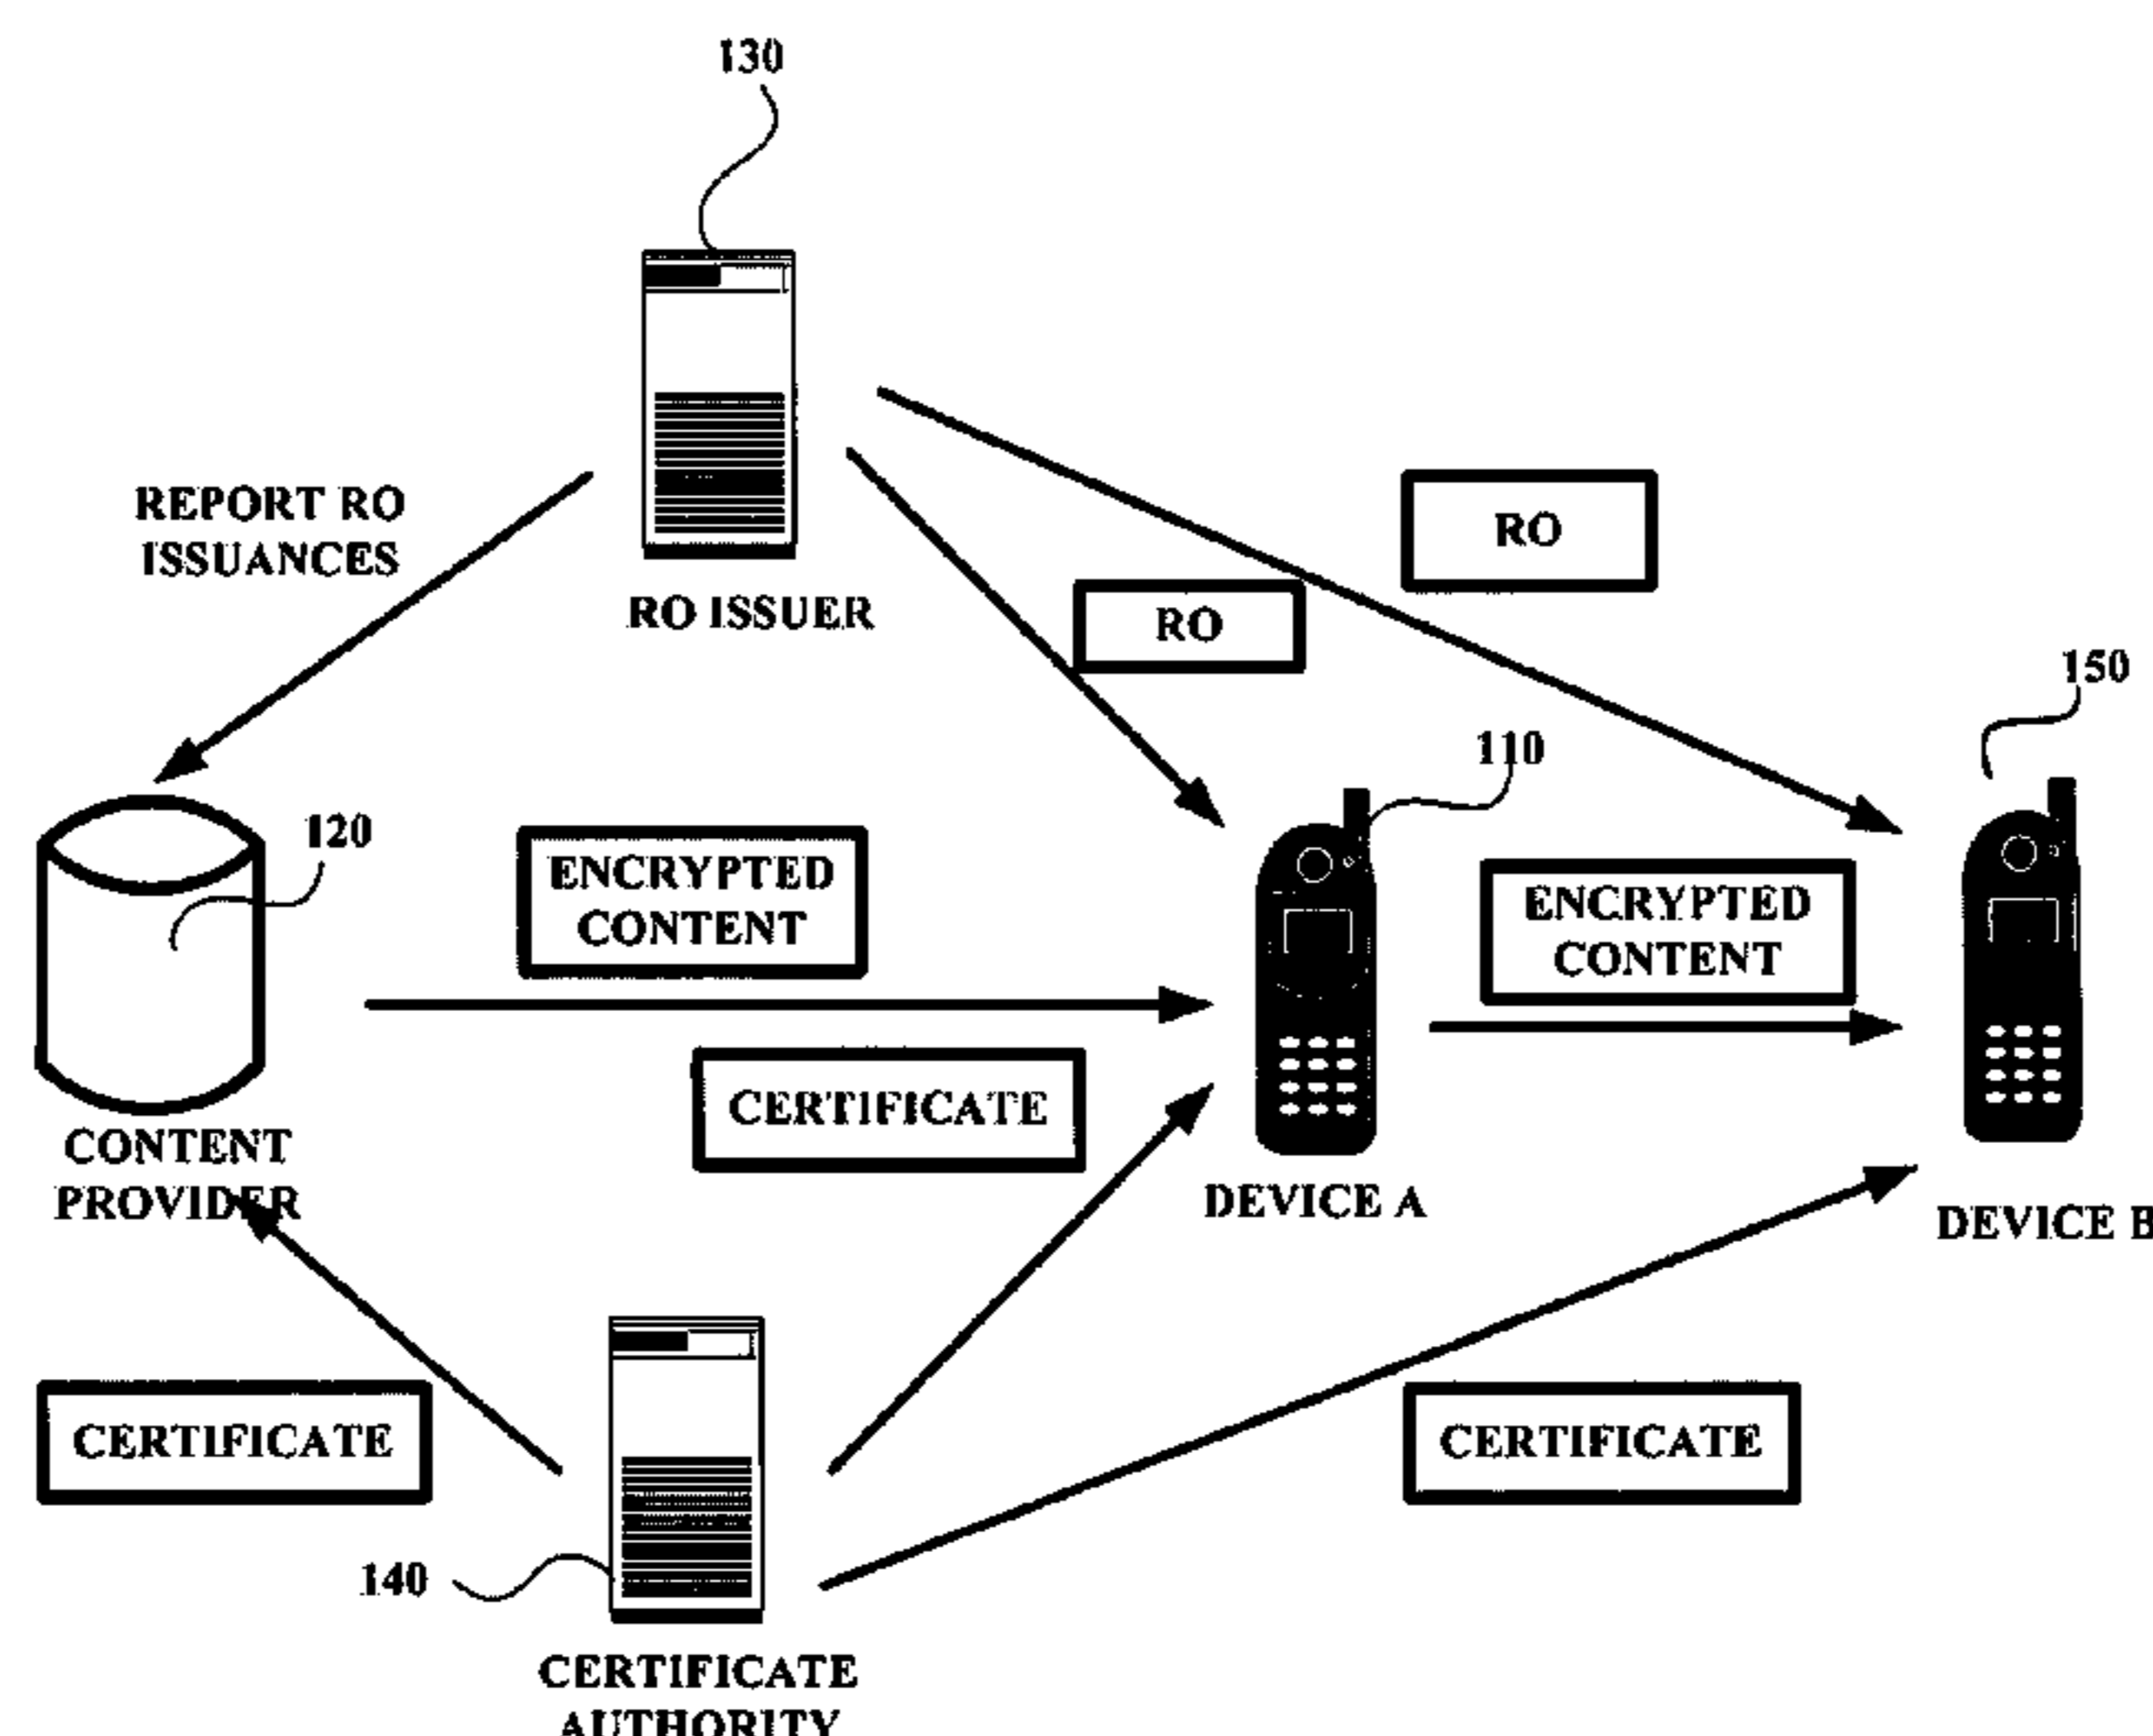 130
REPORT RO
ISSUANCES
RO ISSUER
RO
RO
150
110
120
ENCRYPTED
CONTENT
ENCRYPTED
CONTENT
CERTIFICATE
CONTENT
PROVIDER
DEVICE A
DEVICE B
CERTIFICATE
CERTIFICATE
140
CERTIFICATE
AUTHORITY